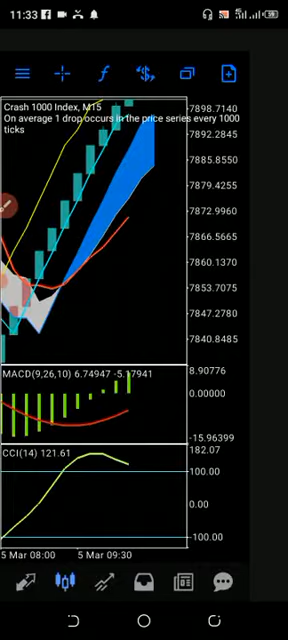 11:33
Crash 1000 Index, M15
On average 1 drop occurs in the price series every 1000
ticks
7898.7140
7892.2845
7885.8550
7879.4255
7872.9960
7866.5665
7860.1370
7853.7075
7847.2780
7840.8485
MACD(9,26,10) 6.74947 -5.17941
8.90776
0.00000
-15.96399
CCI(14) 121.61
182.07
100.00
0.00
-100.00
5 Mar 08:00
5 Mar 09:30